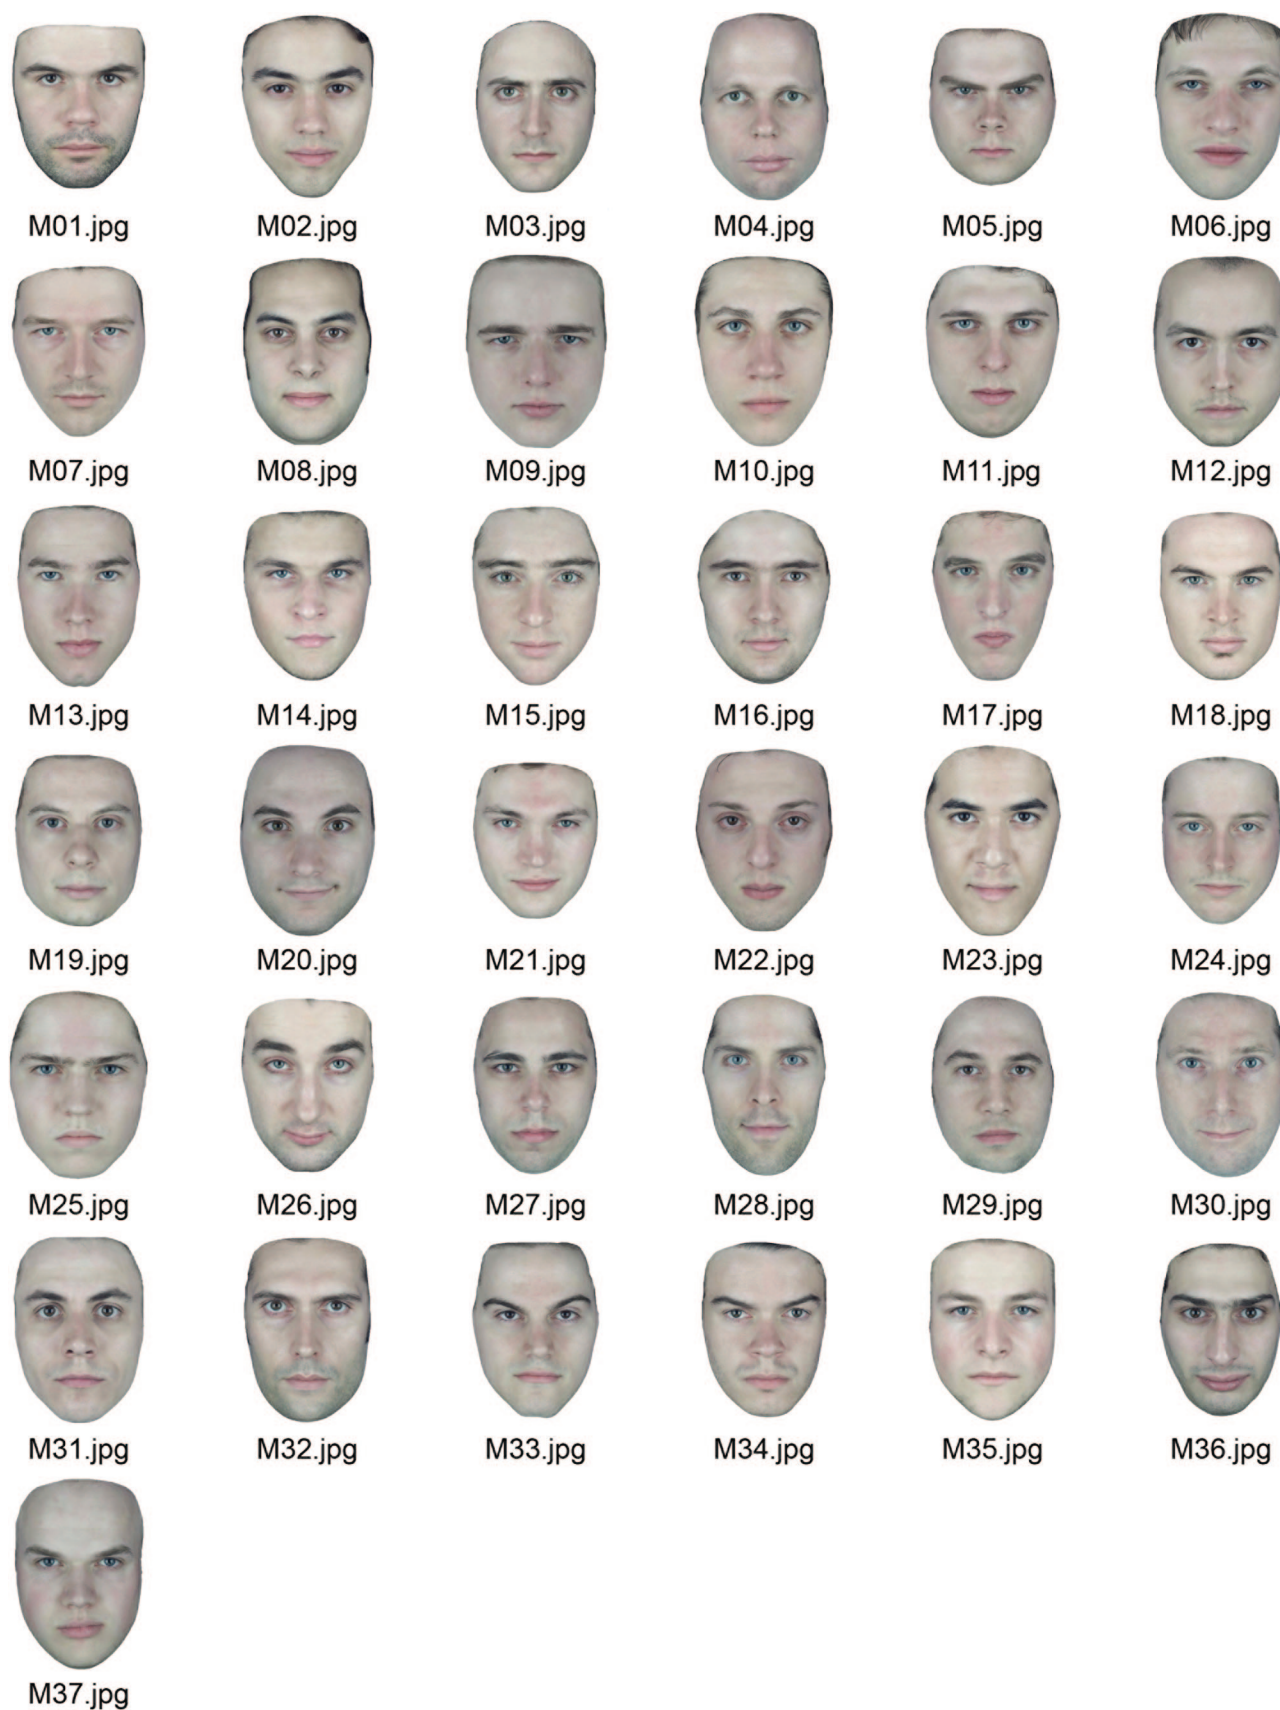 M01.jpg M02.jpg M03.jpg M04.jpg M05.jpg M06.jpg
M07.jpg M08.jpg M09.jpg M10.jpg M11.jpg M12.jpg
M13.jpg M14.jpg M15.jpg M16.jpg M17.jpg M18.jpg
M19.jpg M20.jpg M21.jpg M22.jpg M23.jpg M24.jpg
M25.jpg M26.jpg M27.jpg M28.jpg M29.jpg M30.jpg
M31.jpg M32.jpg M33.jpg M34.jpg M35.jpg M36.jpg
M37.jpg